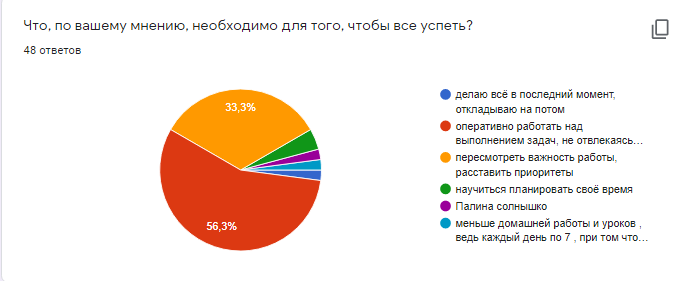 Что, по вашему мнению, необходимо для того, чтобы все успеть?
48 ответов
33,3%
56,3%
делаю всё в последний момент,
откладываю на потом
оперативно работать над
выполнением задач, не отвлекаясь…
пересмотреть важность работы,
расставить приоритеты
научиться планировать своё время
Палина солнышко
меньше домашней работы и уроков ,
ведь каждый день по 7 , при том что…